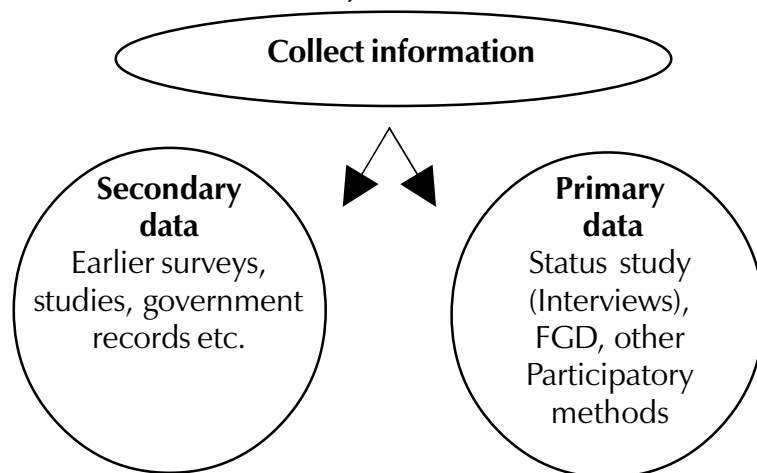 Collect information
Secondary
data
Earlier surveys,
studies, government
records etc.
Primary
data
Status study
(Interviews),
FGD, other
Participatory
methods